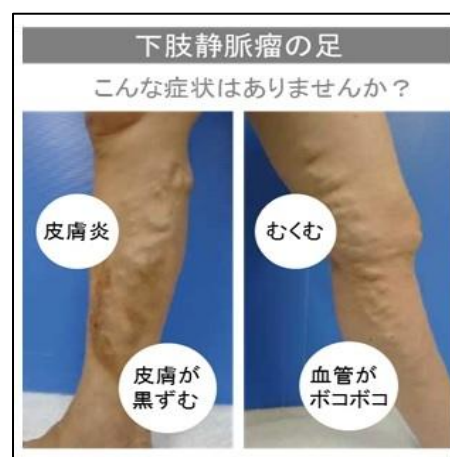 下肢静脈瘤の足
こんな症状はありませんか？
皮膚炎
皮膚が
黒ずむ
むくむ
血管が
ボコボコ